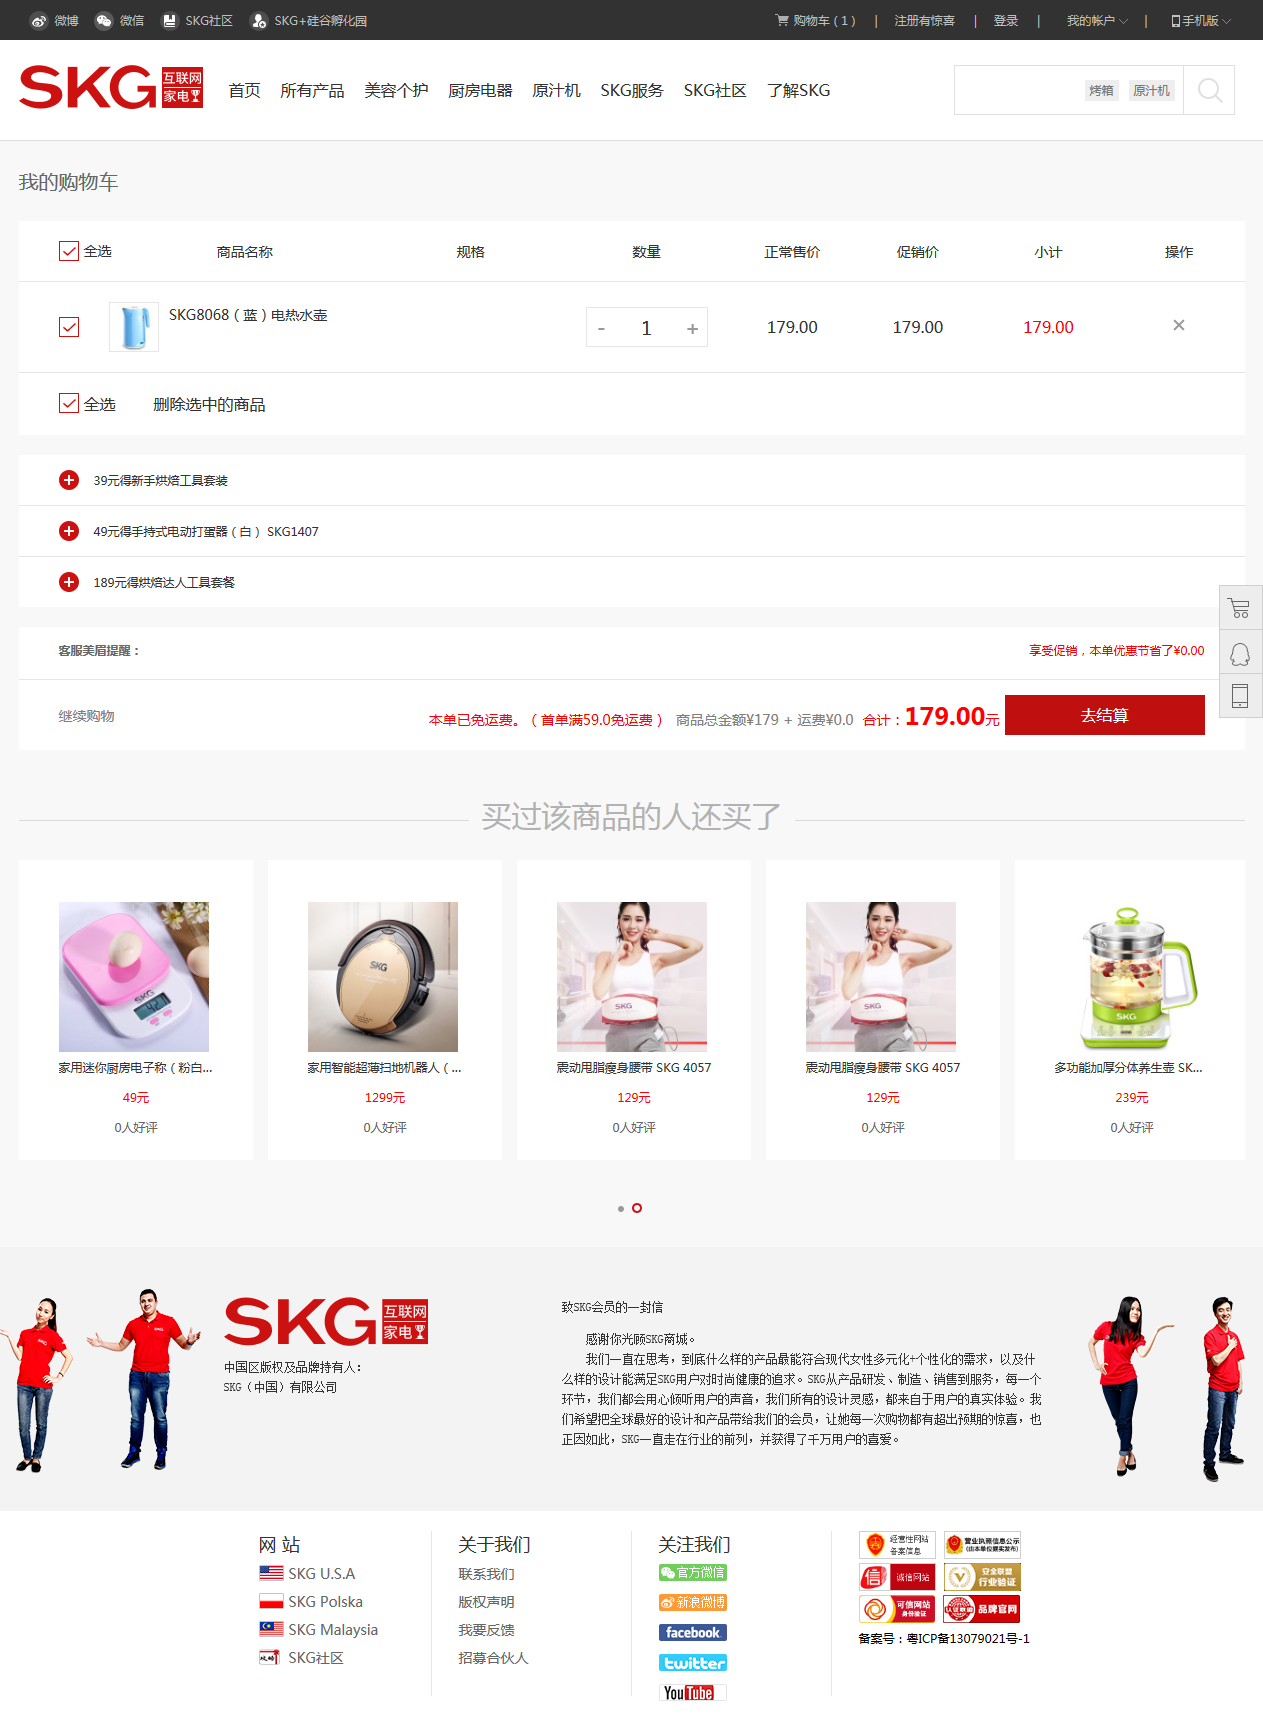 微博 微信 SKG社区 SKG+硅谷孵化园 购物车（1） | 注册有惊喜 | 登录 | 我的帐户 | 手机版
SKG 互联网家电 首页 所有产品 美容个护 厨房电器 原汁机 SKG服务 SKG社区 了解SKG 烤箱 原汁机
我的购物车
全选 商品名称 规格 数量 正常售价 促销价 小计 操作
SKG8068（蓝）电热水壶 - 1 + 179.00 179.00 179.00 ×
全选 删除选中的商品
39元得新手烘焙工具套装
49元得手持式电动打蛋器（白） SKG1407
189元得烘焙达人工具套餐
客服美眉提醒： 享受促销，本单优惠节省了¥0.00
继续购物 本单已免运费。（首单满59.0免运费） 商品总金额¥179 + 运费¥0.0 合计：179.00元 去结算
买过该商品的人还买了
家用迷你厨房电子称（粉白... 家用智能超薄扫地机器人（... 震动甩脂瘦身腰带 SKG 4057 震动甩脂瘦身腰带 SKG 4057 多功能加厚分体养生壶 SK...
49元 1299元 129元 129元 239元
0人好评 0人好评 0人好评 0人好评 0人好评
SKG 互联网家电
中国区版权及品牌持有人：
SKG（中国）有限公司
致SKG会员的一封信
感谢你光顾SKG商城。
我们一直在思考，到底什么样的产品最能符合现代女性多元化+个性化的需求，以及什
么样的设计能满足SKG用户对时尚健康的追求。SKG从产品研发、制造、销售到服务，每一个
环节，我们都会用心倾听用户的声音，我们所有的设计灵感，都来自于用户的真实体验。我
们希望把全球最好的设计和产品带给我们的会员，让她每一次购物都有超出预期的惊喜，也
正因如此，SKG一直走在行业的前列，并获得了千万用户的喜爱。
网 站
SKG U.S.A
SKG Polska
SKG Malaysia
SKG社区
关于我们
联系我们
版权声明
我要反馈
招募合伙人
关注我们
官方微信
新浪微博
facebook
twitter
YouTube
经营性网站备案信息 营业执照信息公示（由本单位据实发布）
诚信网站 安全联盟行业验证
可信网站身份验证 认证联盟 品牌官网
备案号：粤ICP备13079021号-1